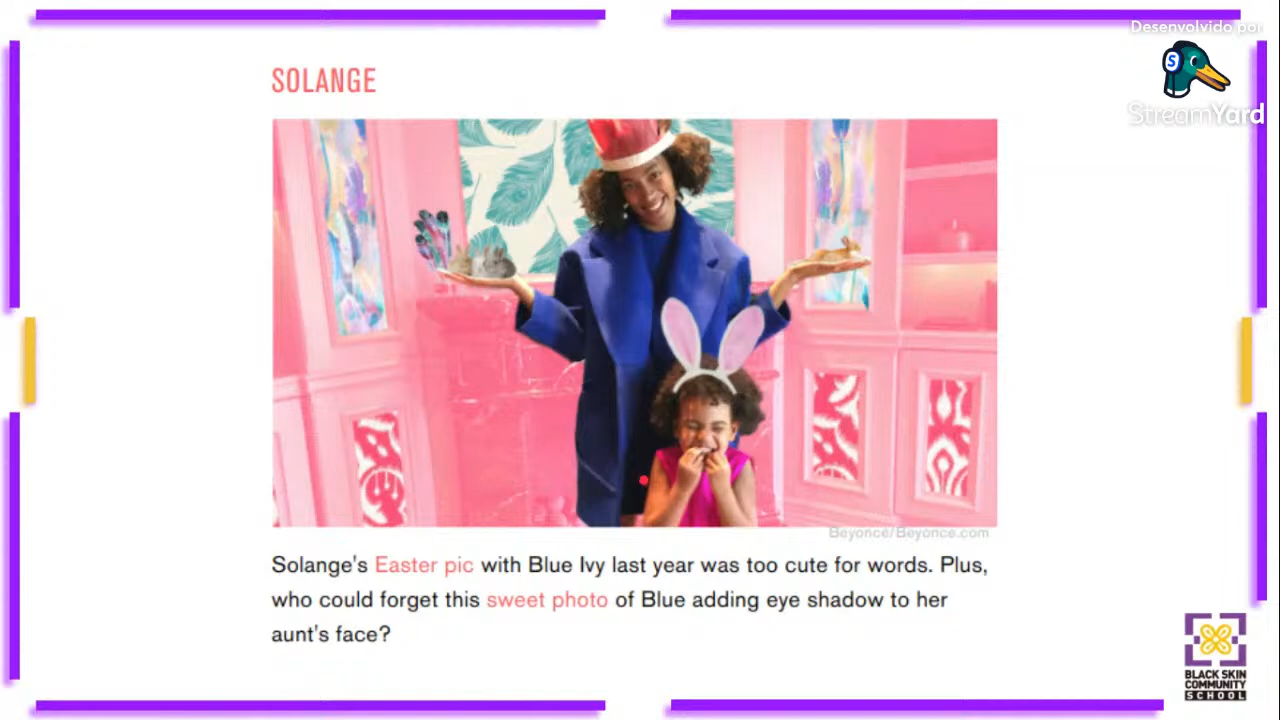 Desenvolvido por
S
StreamYard
SOLANGE
Beyoncé/Beyonce.com
Solange's Easter pic with Blue Ivy last year was too cute for words. Plus,
who could forget this sweet photo of Blue adding eye shadow to her
aunt's face?
BLACK SKIN
COMMUNITY
SCHOOL